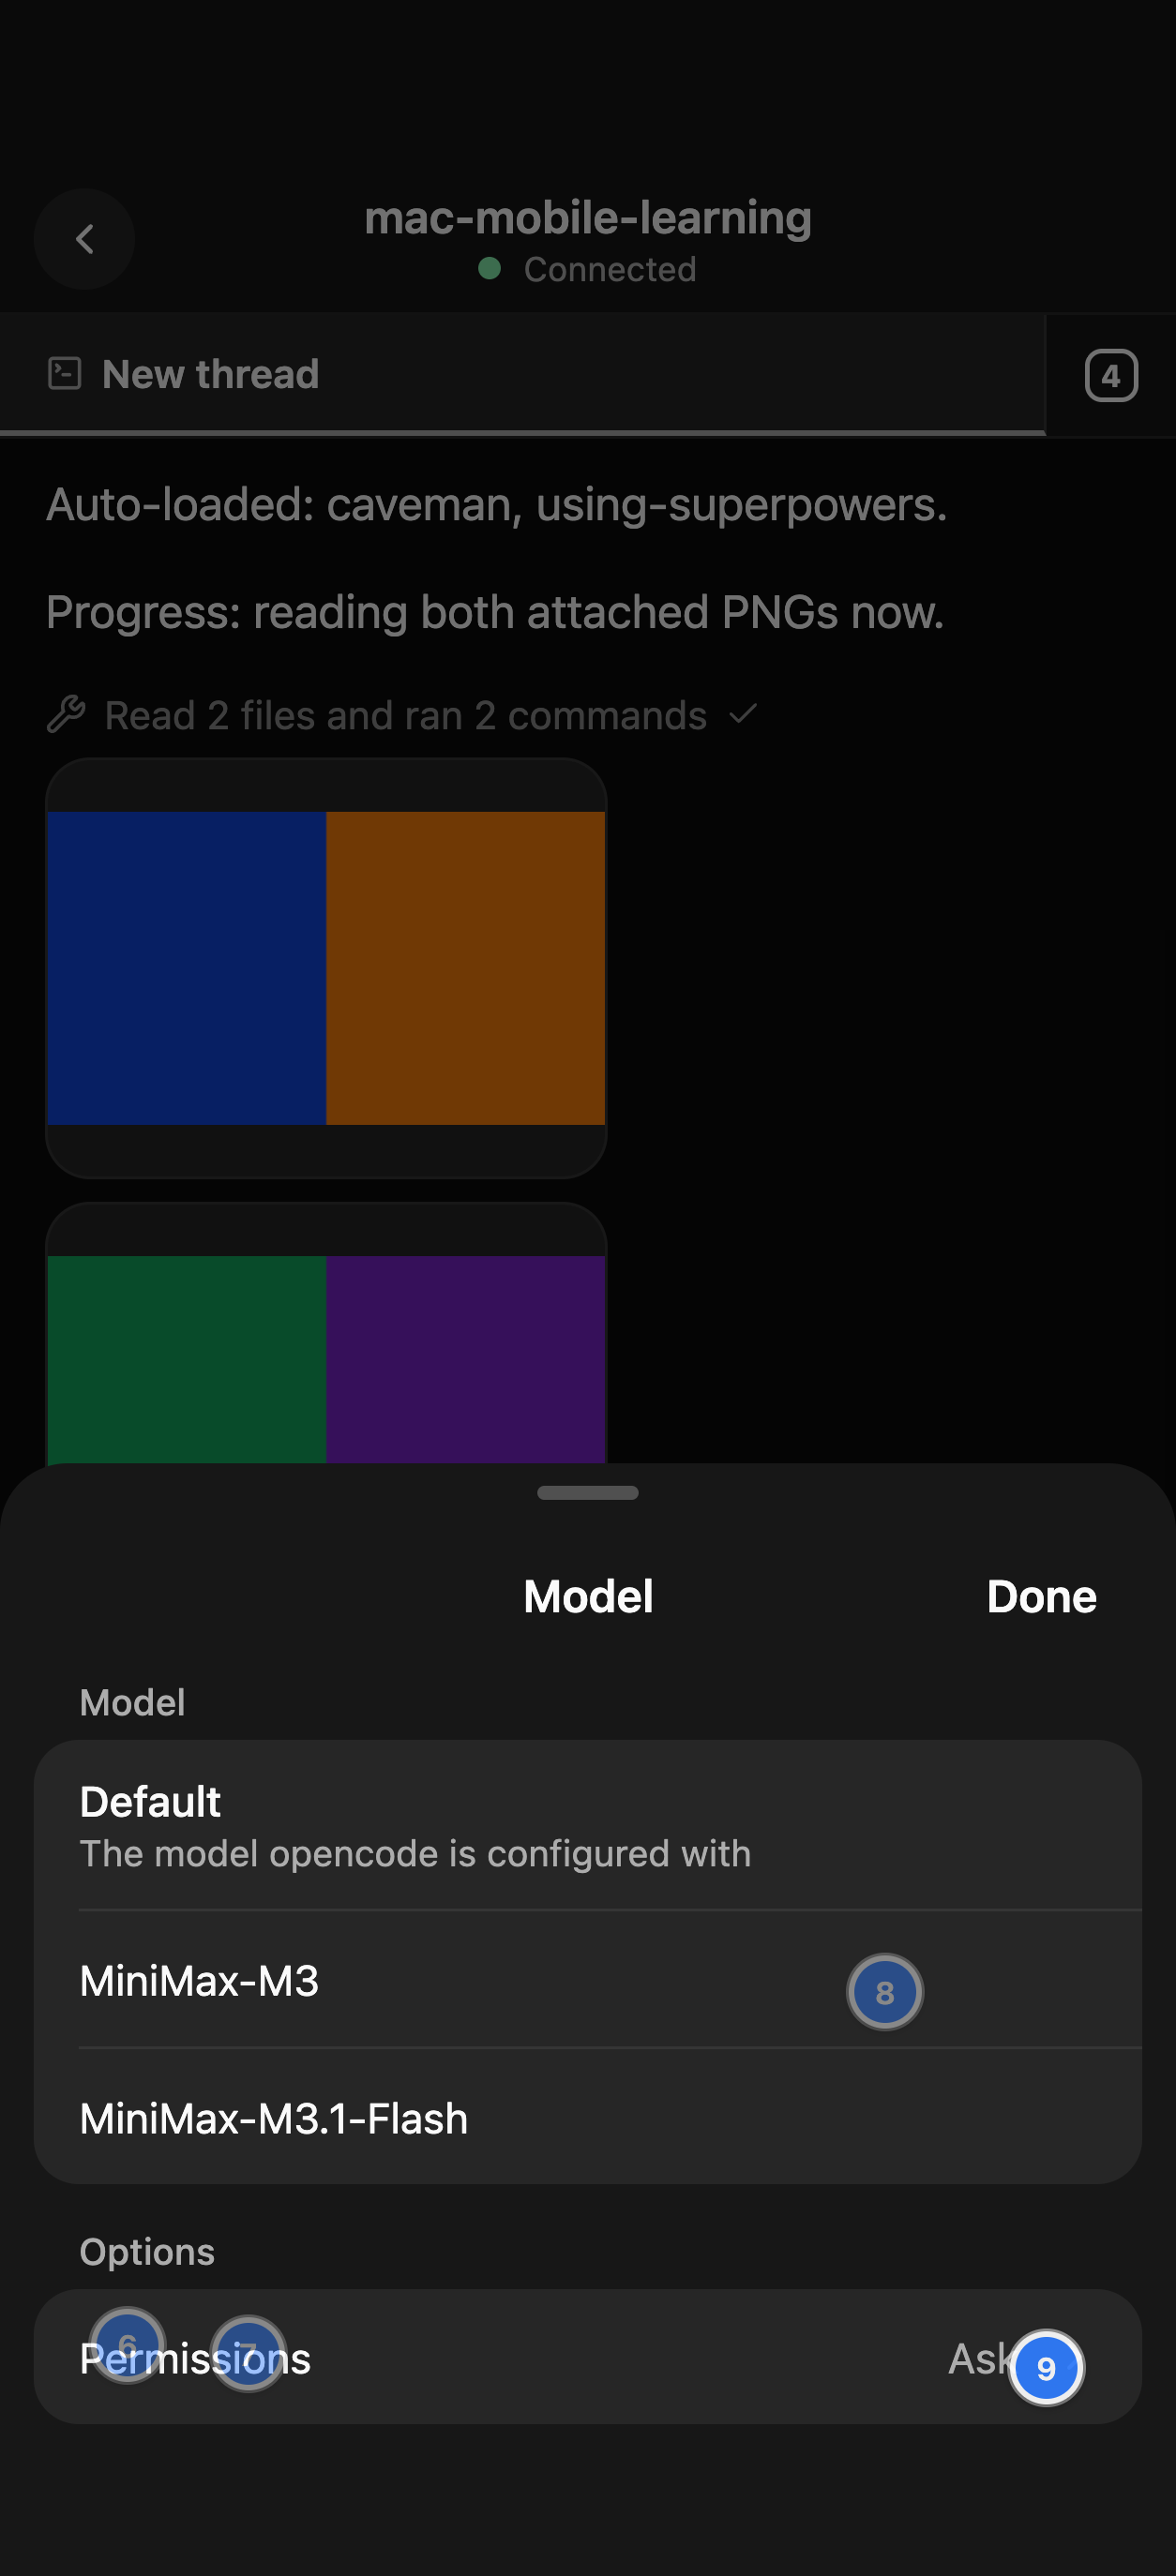 mac-mobile-learning
Connected
New thread
4
Auto-loaded: caveman, using-superpowers.
Progress: reading both attached PNGs now.
Read 2 files and ran 2 commands
Model
Done
Model
Default
The model opencode is configured with
MiniMax-M3
8
MiniMax-M3.1-Flash
Options
6
7
Permissions
Ask
9